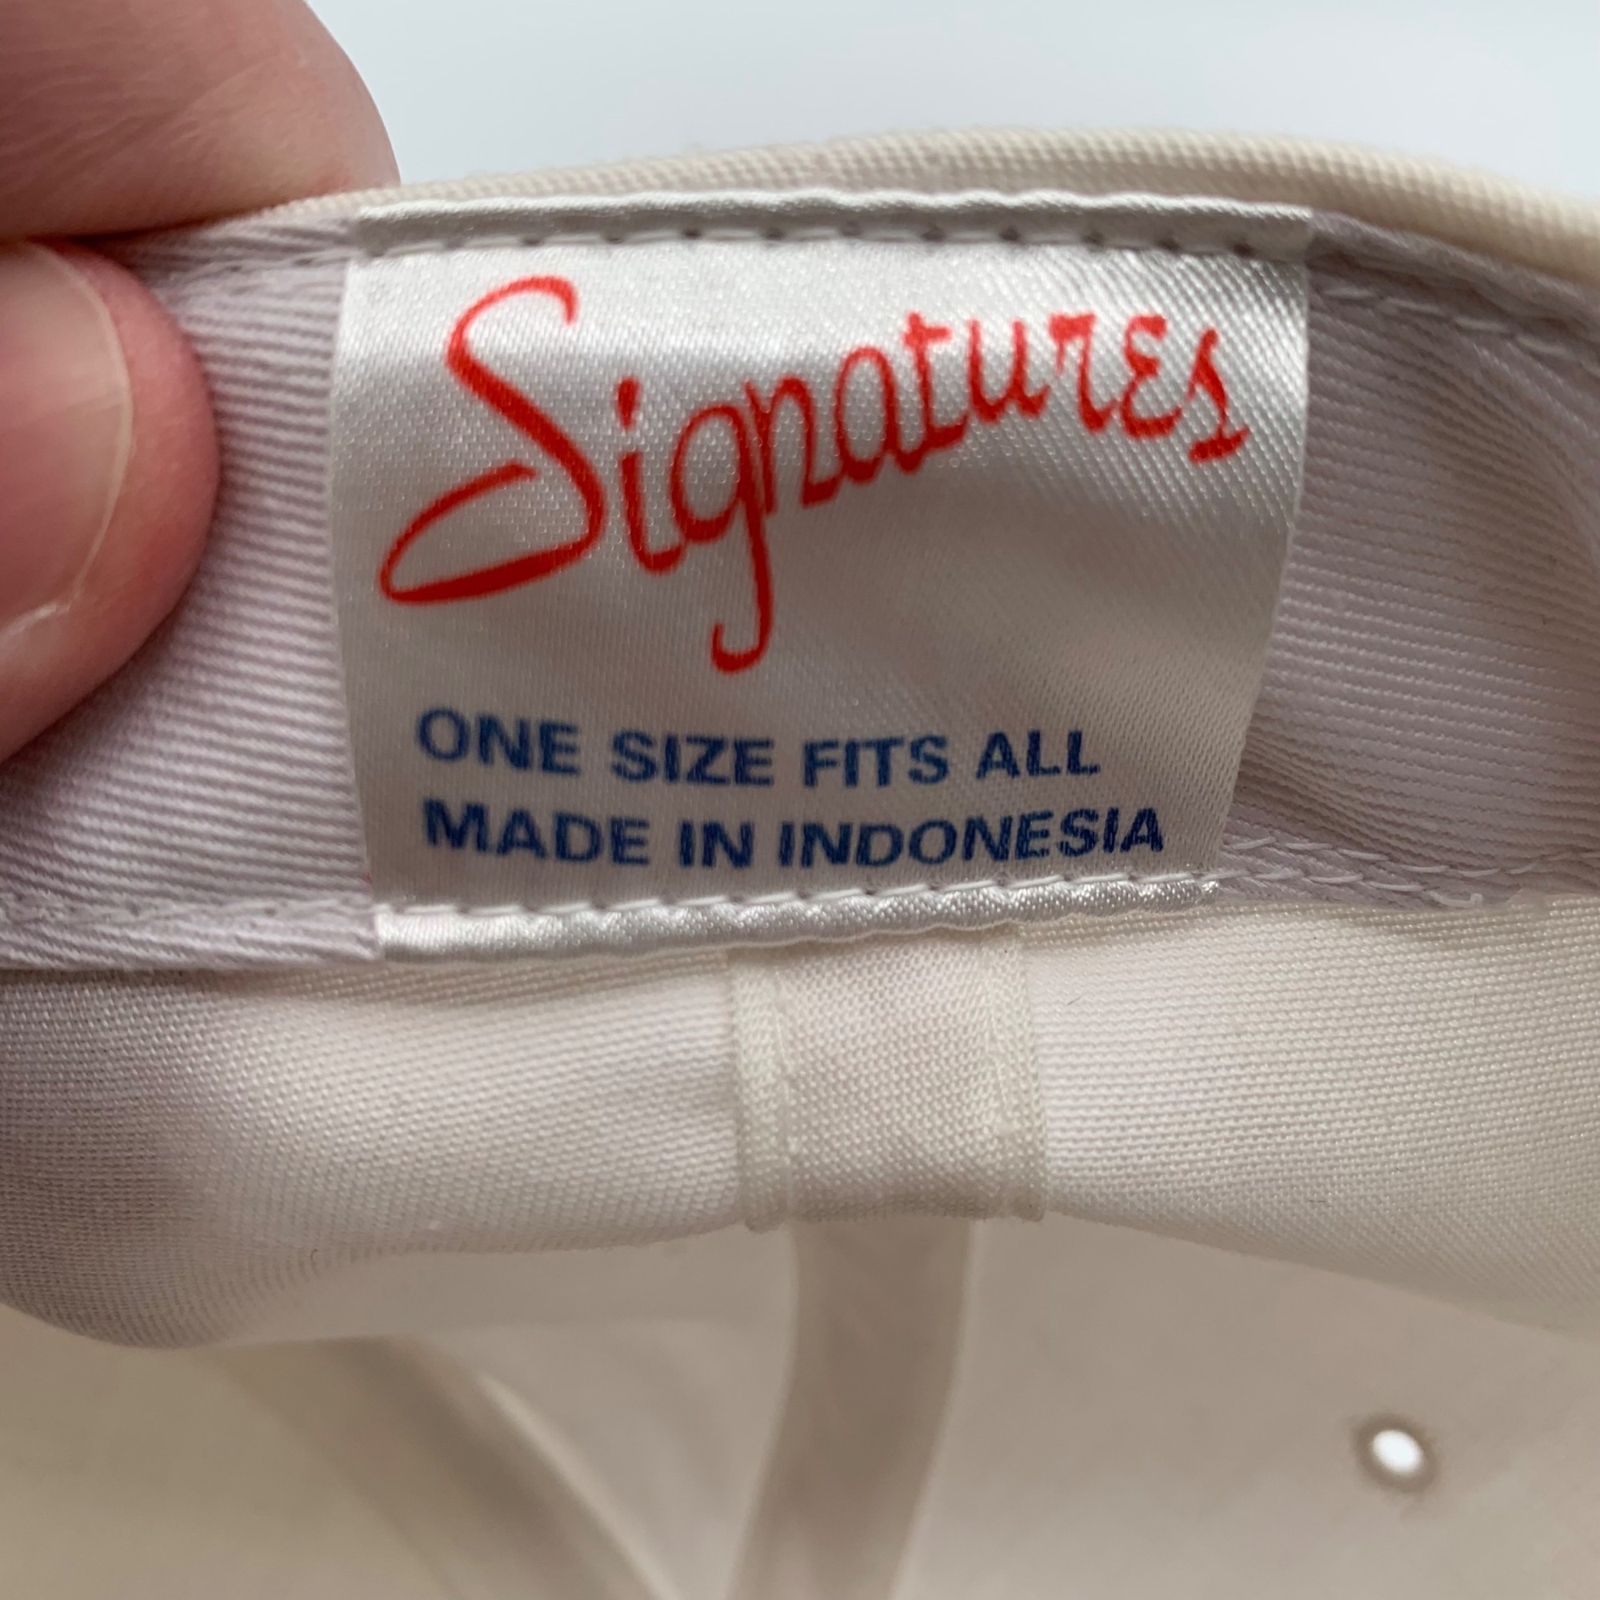 Signatures
ONE SIZE FITS ALL
MADE IN INDONESIA